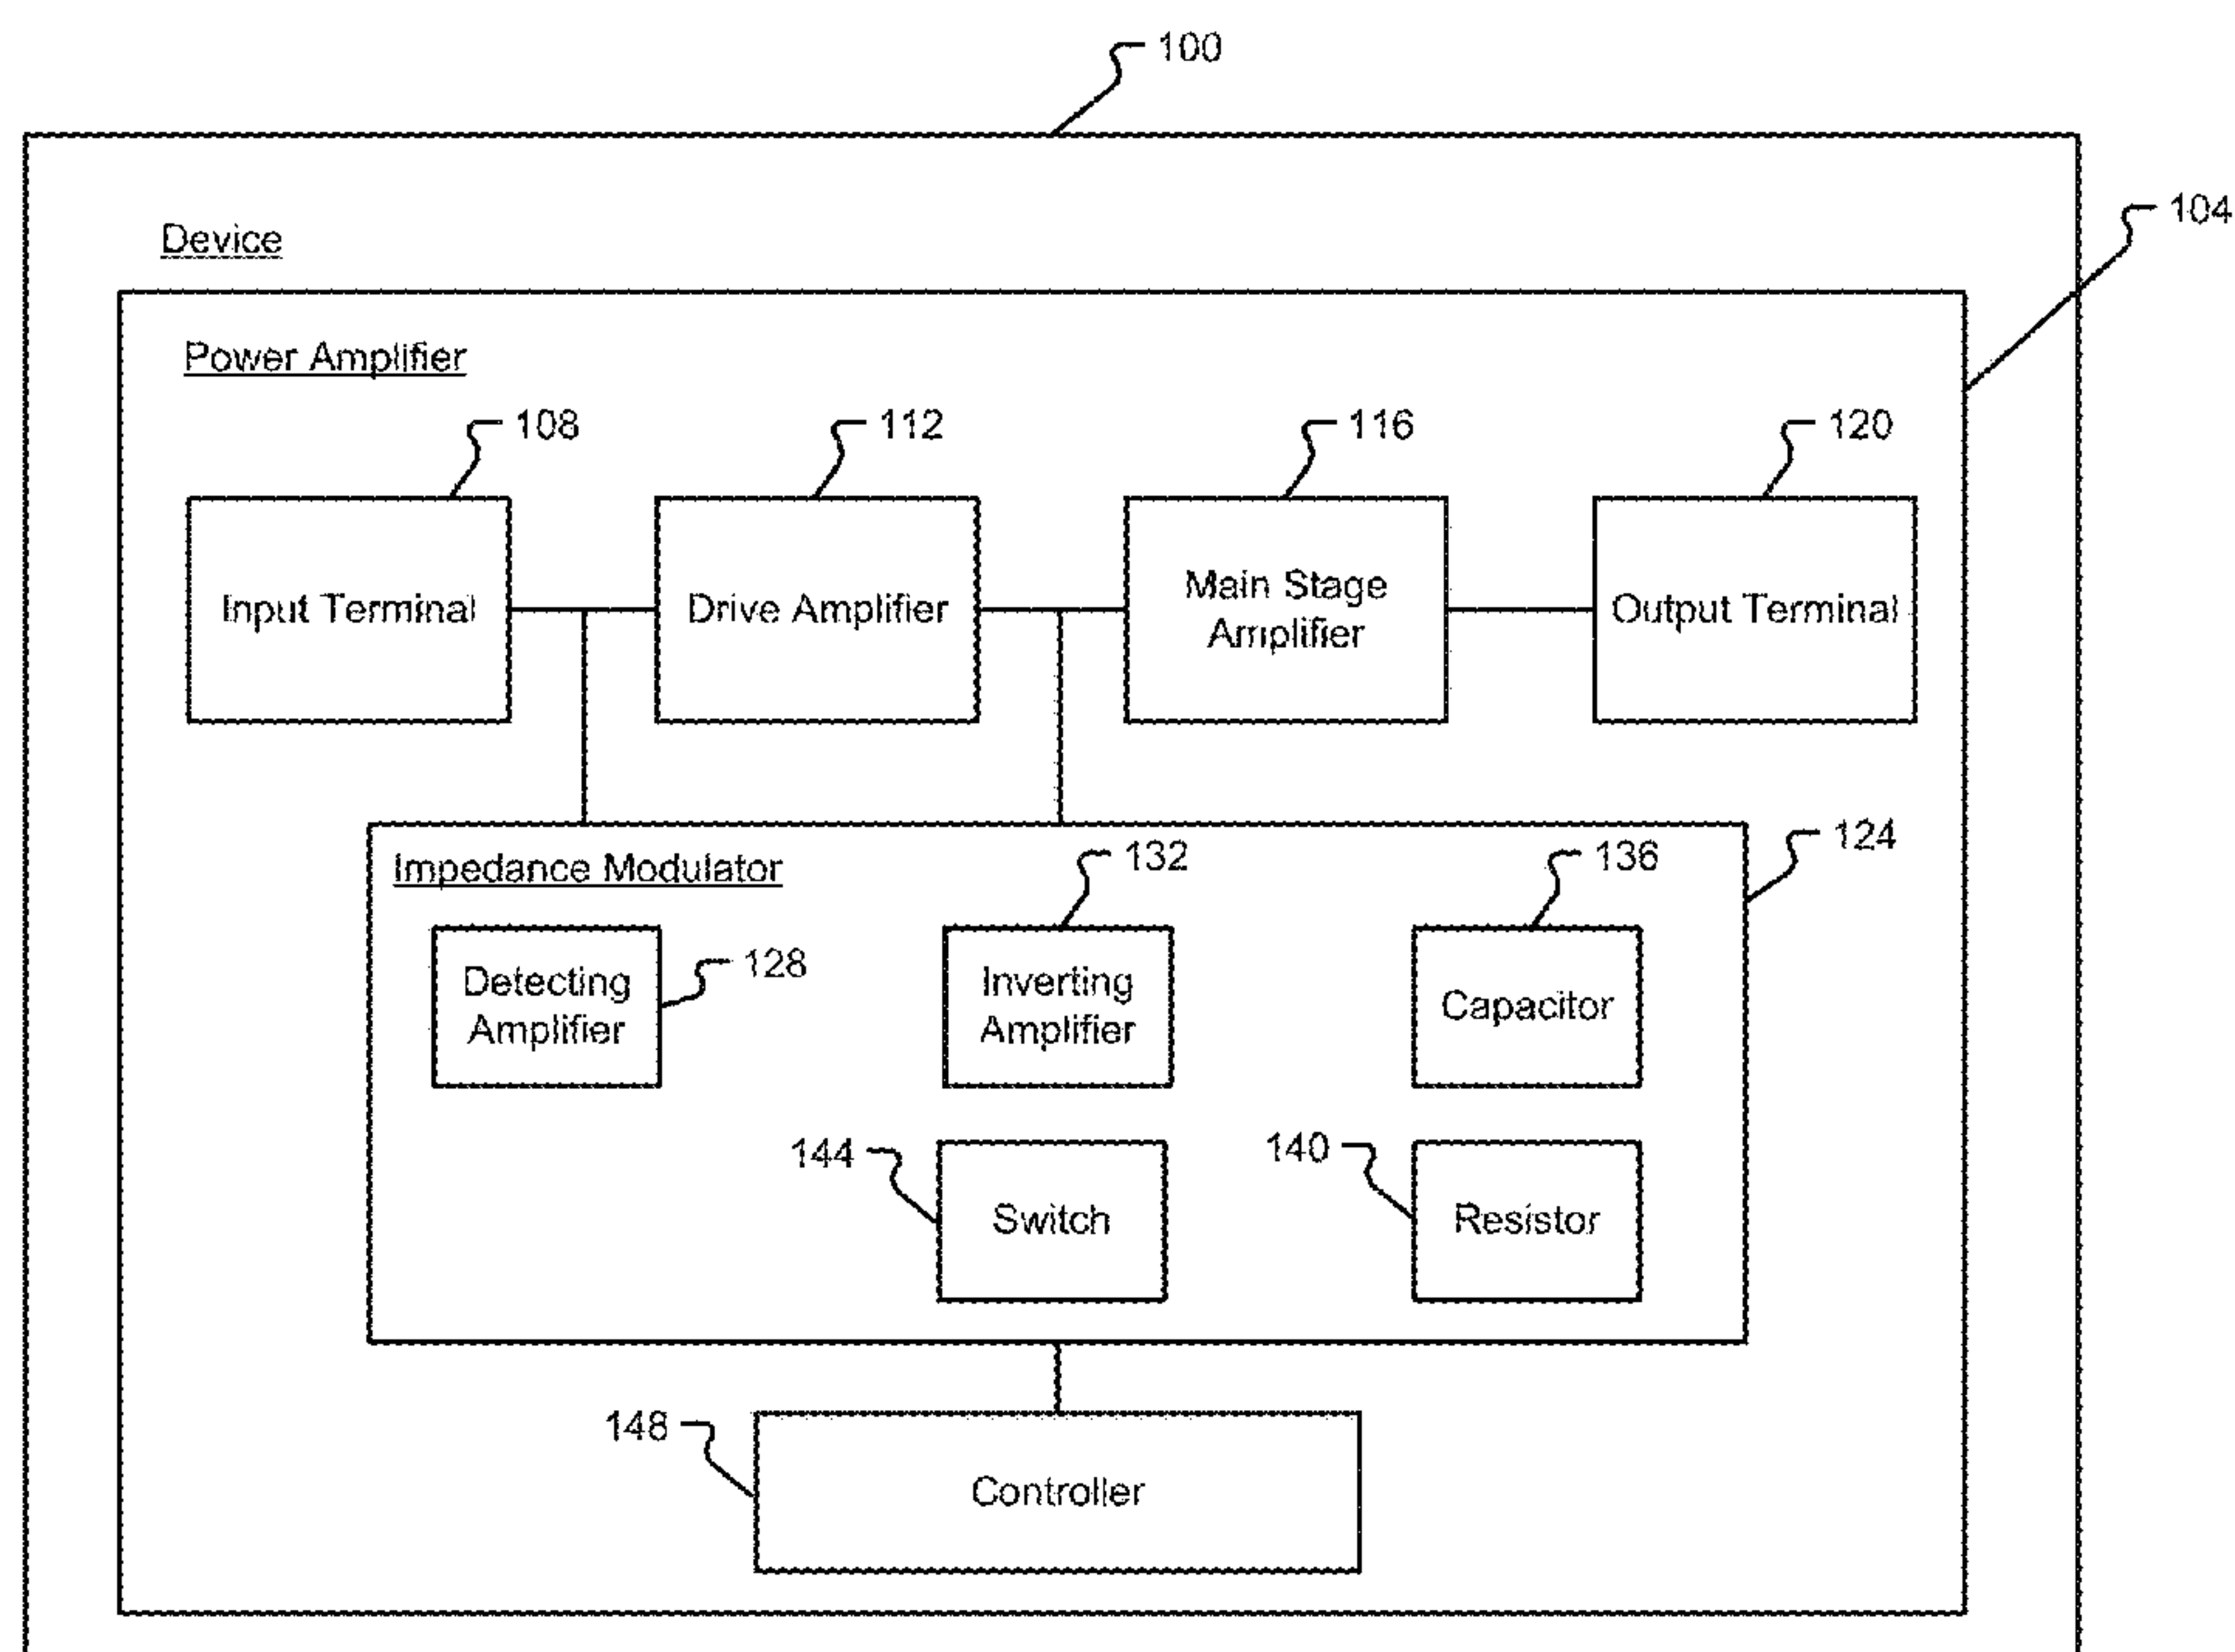 100
104
Device
Power Amplifier
108
112
116
120
Input Terminal
Drive Amplifier
Main Stage
Amplifier
Output Terminal
124
Impedance Modulator
132
136
128
Detecting
Amplifier
Inverting
Amplifier
Capacitor
144
140
Switch
Resistor
148
Controller